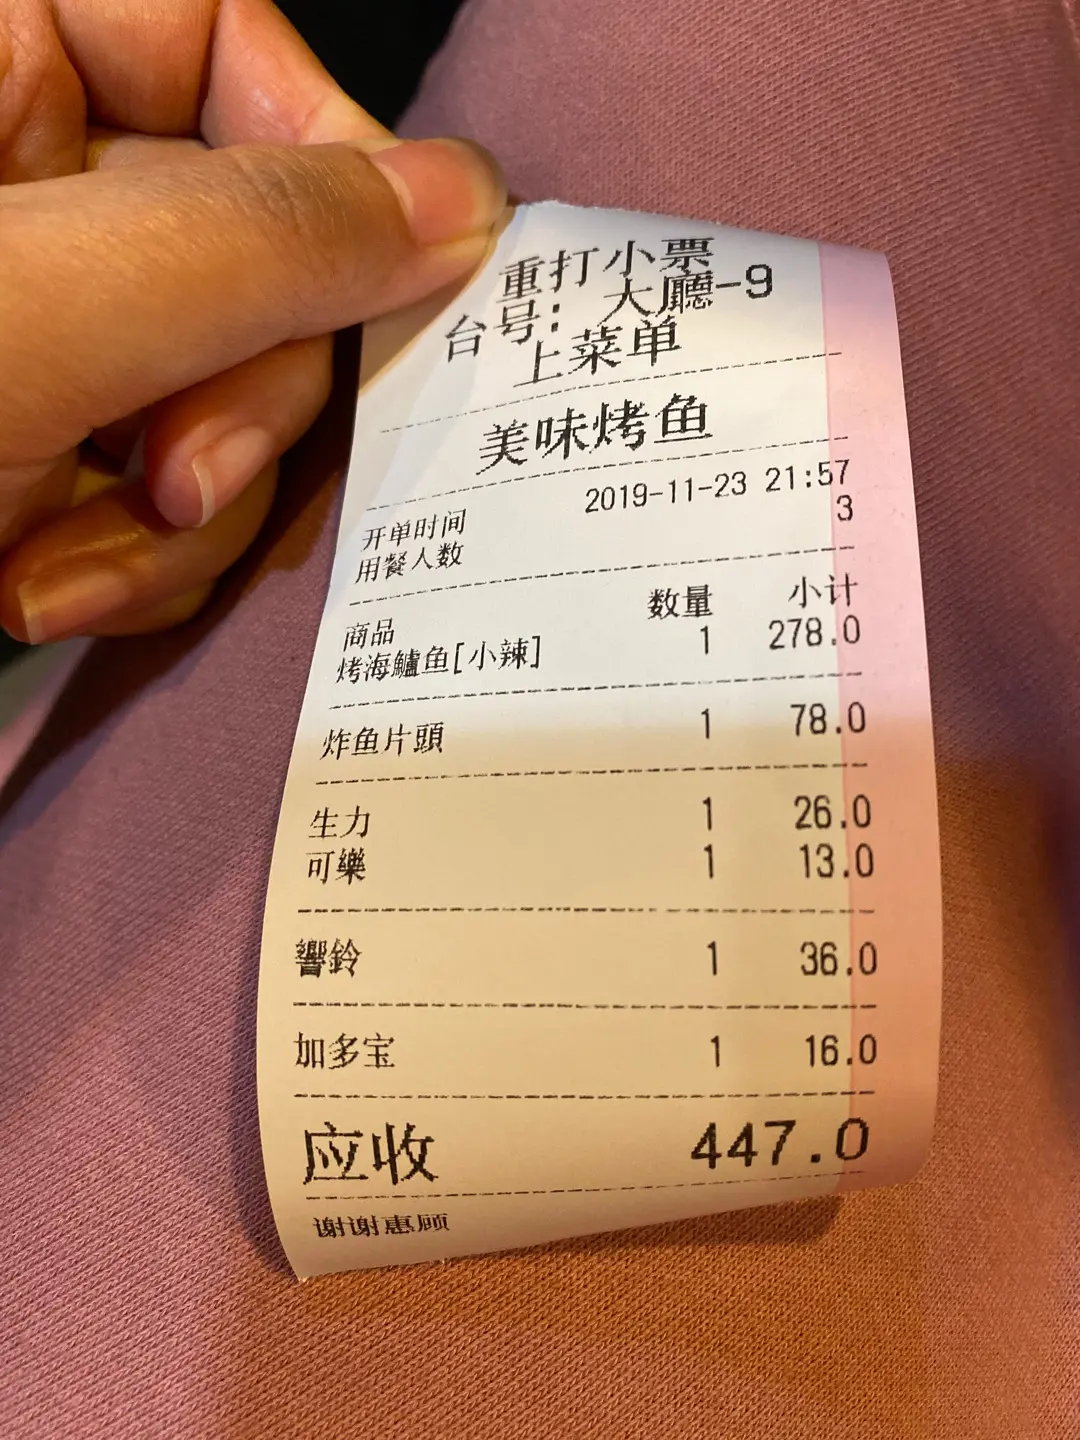 重打小票
台号: 大廳-9
上菜单
美味烤鱼
开单时间 2019-11-23 21:57
用餐人数 3
商品 数量 小计
烤海鱸鱼[小辣] 1 278.0
炸鱼片頭 1 78.0
生力 1 26.0
可樂 1 13.0
響鈴 1 36.0
加多宝 1 16.0
应收 447.0
谢谢惠顾